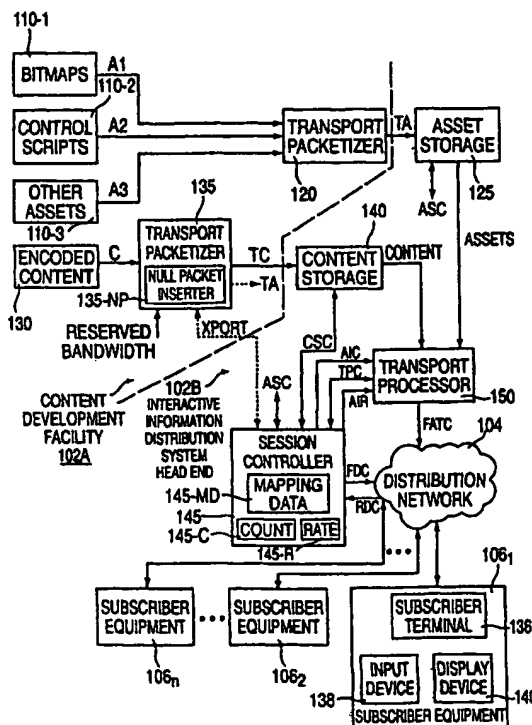 110-1
BITMAPS
A1
110-2
CONTROL
SCRIPTS
A2
TRANSPORT
PACKETIZER
120
TA
ASSET
STORAGE
125
OTHER
ASSETS
A3
110-3
135
ASC
140
ASSETS
ENCODED
CONTENT
130
C
TRANSPORT
PACKETIZER
NULL PACKET
INSERTER
135-NP
TC
TA
CONTENT
STORAGE
CONTENT
RESERVED
BANDWIDTH
XPORT
CSC
AIC
TPC
AIR
TRANSPORT
PROCESSOR
150
CONTENT
DEVELOPMENT
FACILITY
102A
102B
INTERACTIVE
INFORMATION
DISTRIBUTION
SYSTEM
HEAD END
ASC
FATC
104
SESSION
CONTROLLER
MAPPING
DATA
145-MD
145
COUNT
RATE
145-C
145-R
FDC
RDC
DISTRIBUTION
NETWORK
SUBSCRIBER
EQUIPMENT
106n
SUBSCRIBER
EQUIPMENT
1062
1061
SUBSCRIBER
TERMINAL
136
INPUT
DEVICE
138
DISPLAY
DEVICE
SUBSCRIBER EQUIPMENT